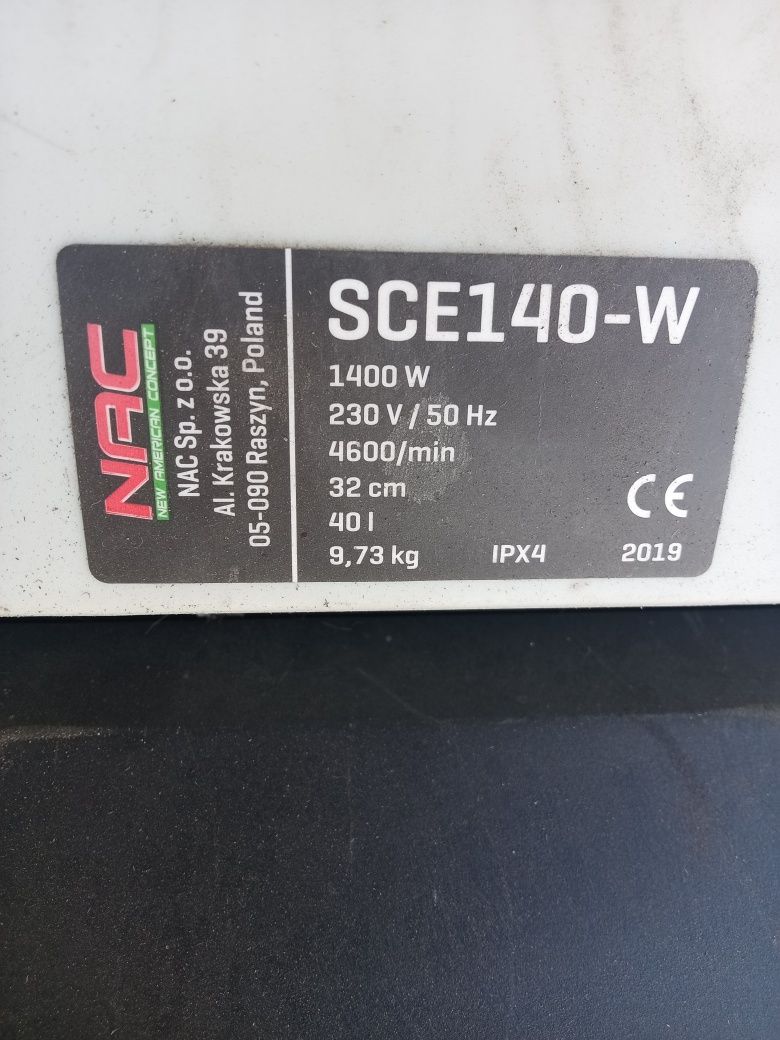 NAC
NEW AMERICAN CONCEPT
NAC Sp. z o.o.
Al. Krakowska 39
05-090 Raszyn, Poland
SCE140-W
1400 W
230 V / 50 Hz
4600/min
32 cm
40 l
9,73 kg IPX4 CE 2019